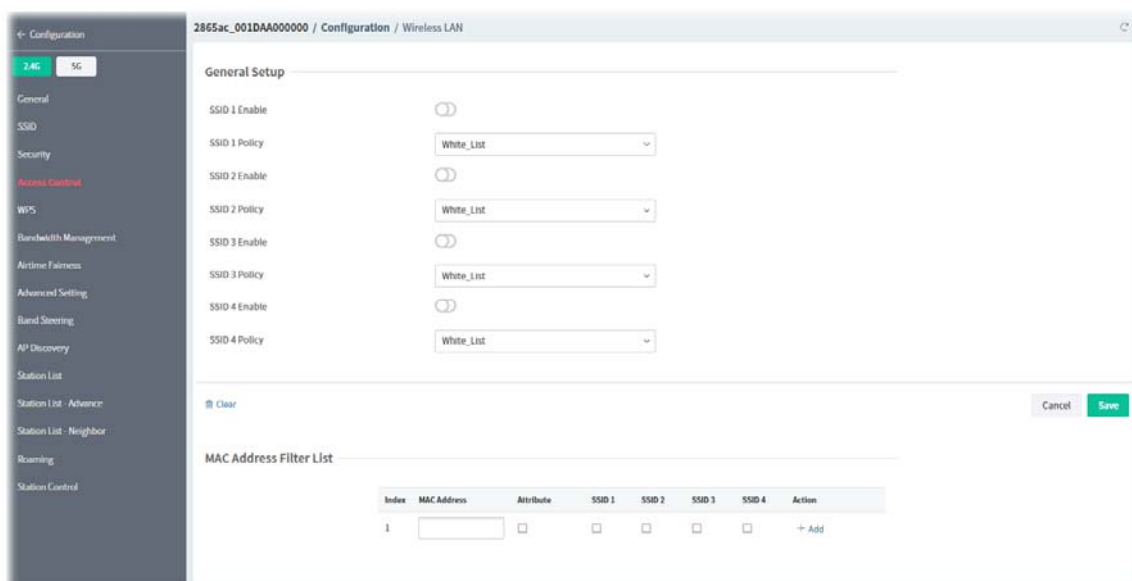 ← Configuration
2.4G 5G
General
SSID
Security
Access Control
WPS
Bandwidth Management
Airtime Fairness
Advanced Setting
Band Steering
AP Discovery
Station List
Station List - Advance
Station List - Neighbor
Roaming
Station Control
2865ac_001DAA000000 / Configuration / Wireless LAN
General Setup
SSID 1 Enable
SSID 1 Policy White_List
SSID 2 Enable
SSID 2 Policy White_List
SSID 3 Enable
SSID 3 Policy White_List
SSID 4 Enable
SSID 4 Policy White_List
Clear Cancel Save
MAC Address Filter List
Index MAC Address Attribute SSID 1 SSID 2 SSID 3 SSID 4 Action
1 + Add